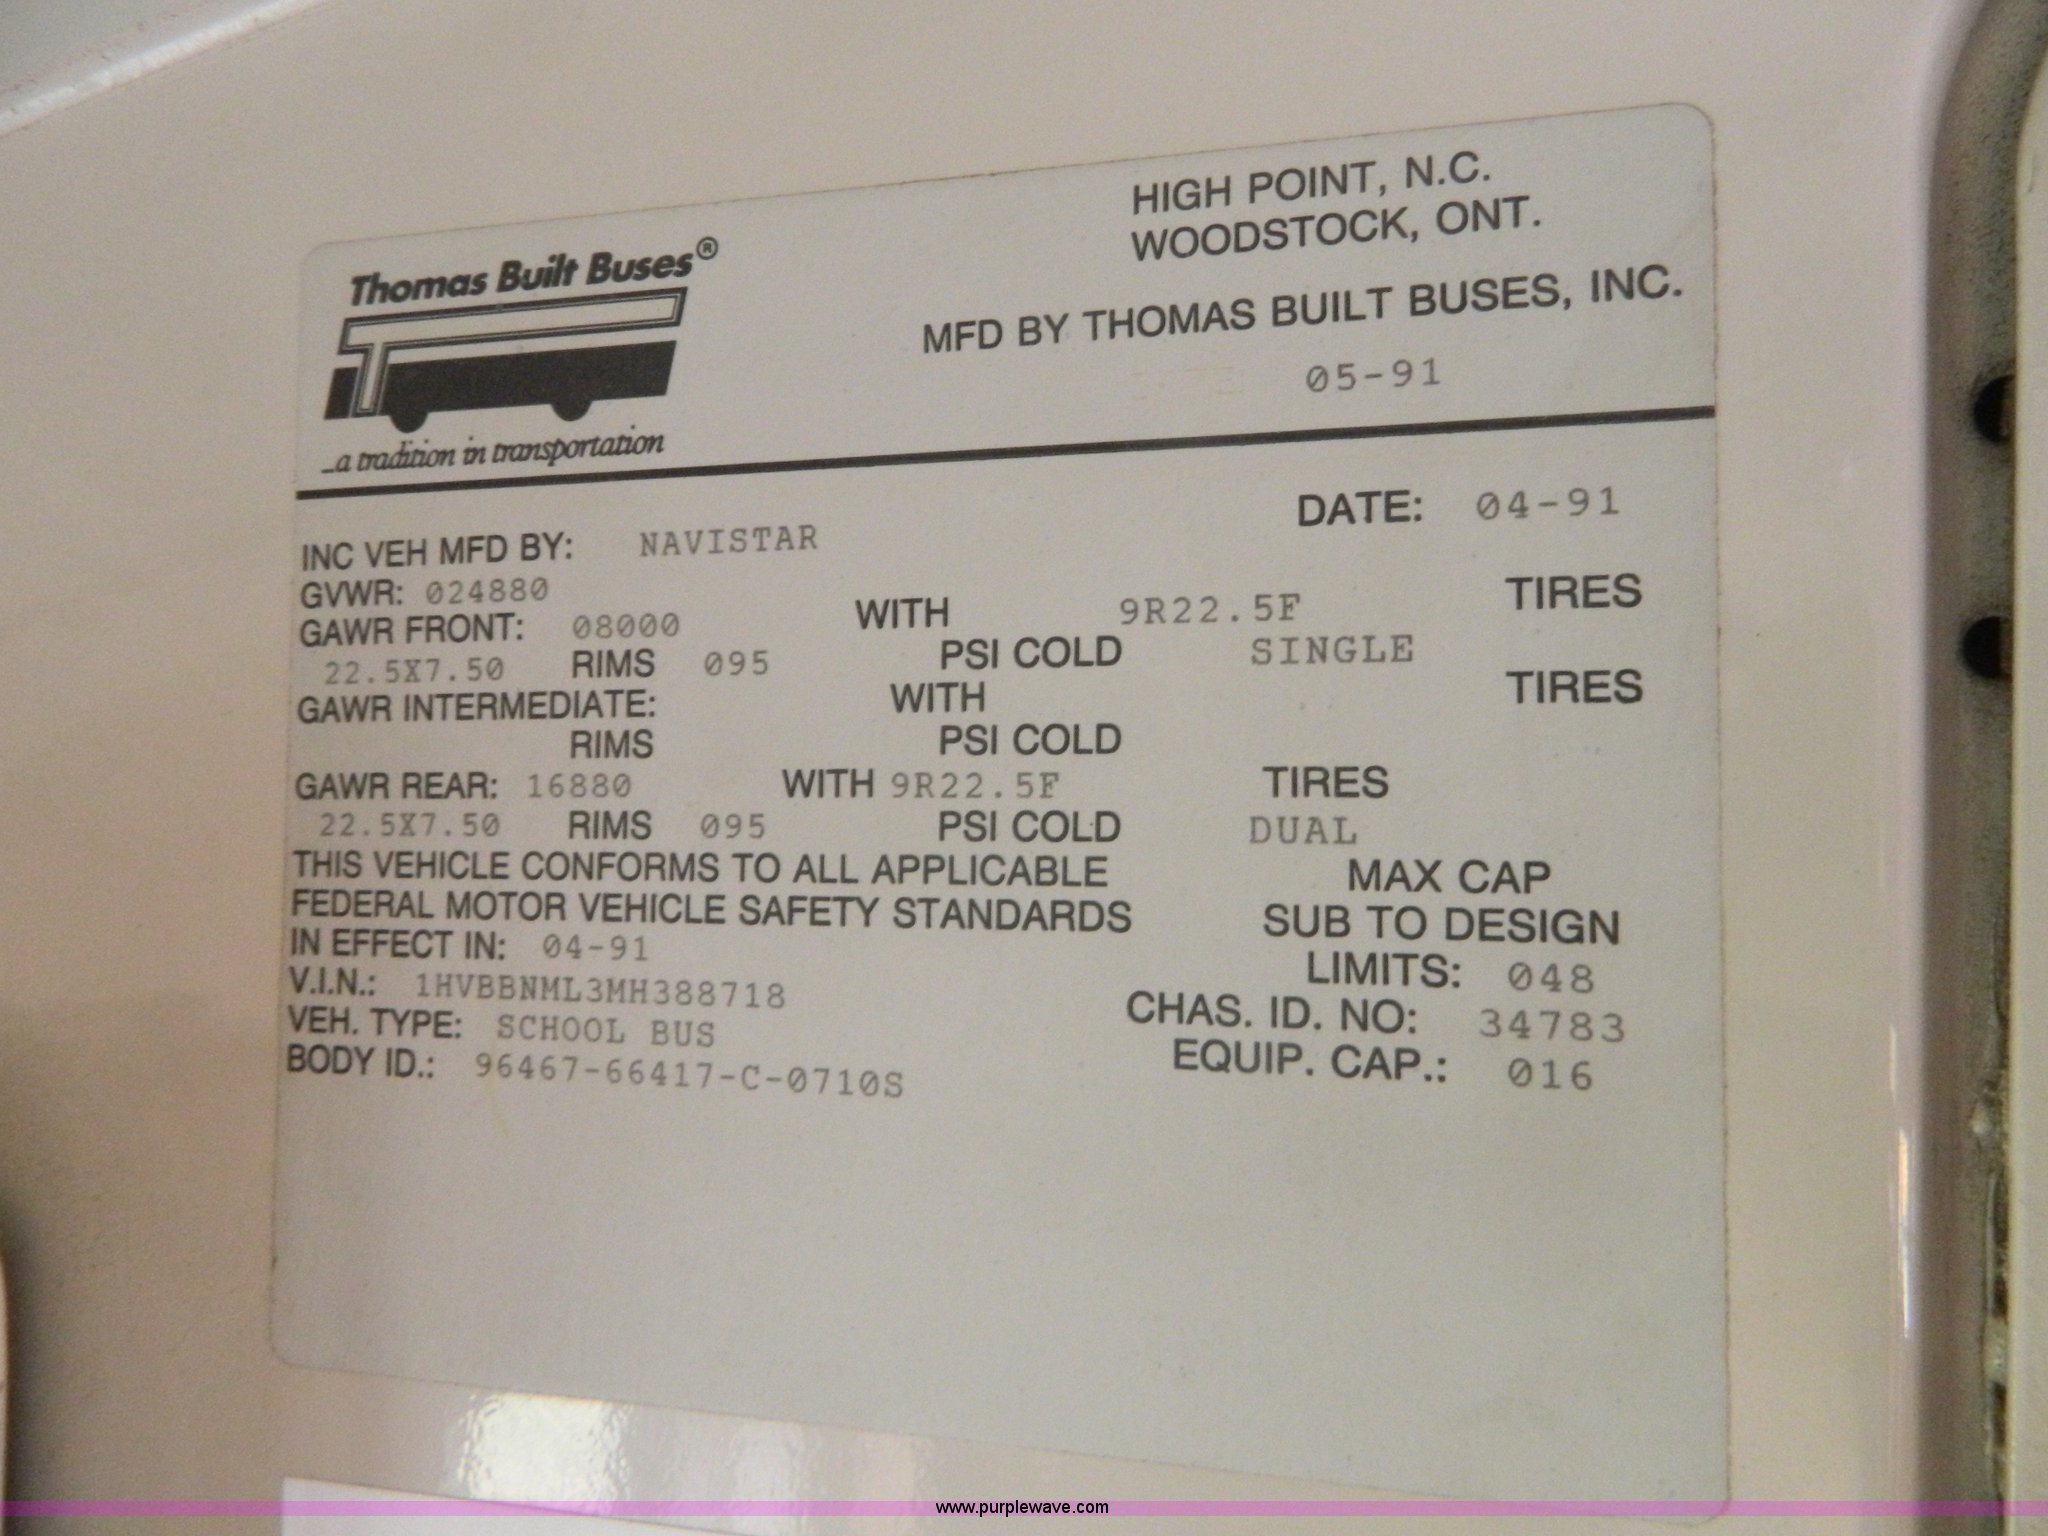 HIGH POINT, N.C.
WOODSTOCK, ONT.
Thomas Built Buses®
MFD BY THOMAS BUILT BUSES, INC.
05-91
...a tradition in transportation
DATE: 04-91
INC VEH MFD BY: NAVISTAR
GVWR: 024880
GAWR FRONT: 08000 WITH 9R22.5F TIRES
22.5X7.50 RIMS 095 PSI COLD SINGLE
GAWR INTERMEDIATE: WITH TIRES
RIMS PSI COLD
GAWR REAR: 16880 WITH 9R22.5F TIRES
22.5X7.50 RIMS 095 PSI COLD DUAL
THIS VEHICLE CONFORMS TO ALL APPLICABLE
FEDERAL MOTOR VEHICLE SAFETY STANDARDS
IN EFFECT IN: 04-91
MAX CAP
SUB TO DESIGN
LIMITS: 048
V.I.N.: 1HVBBNML3MH388718
CHAS. ID. NO: 34783
VEH. TYPE: SCHOOL BUS
EQUIP. CAP.: 016
BODY ID.: 96467-66417-C-0710S
www.purplewave.com